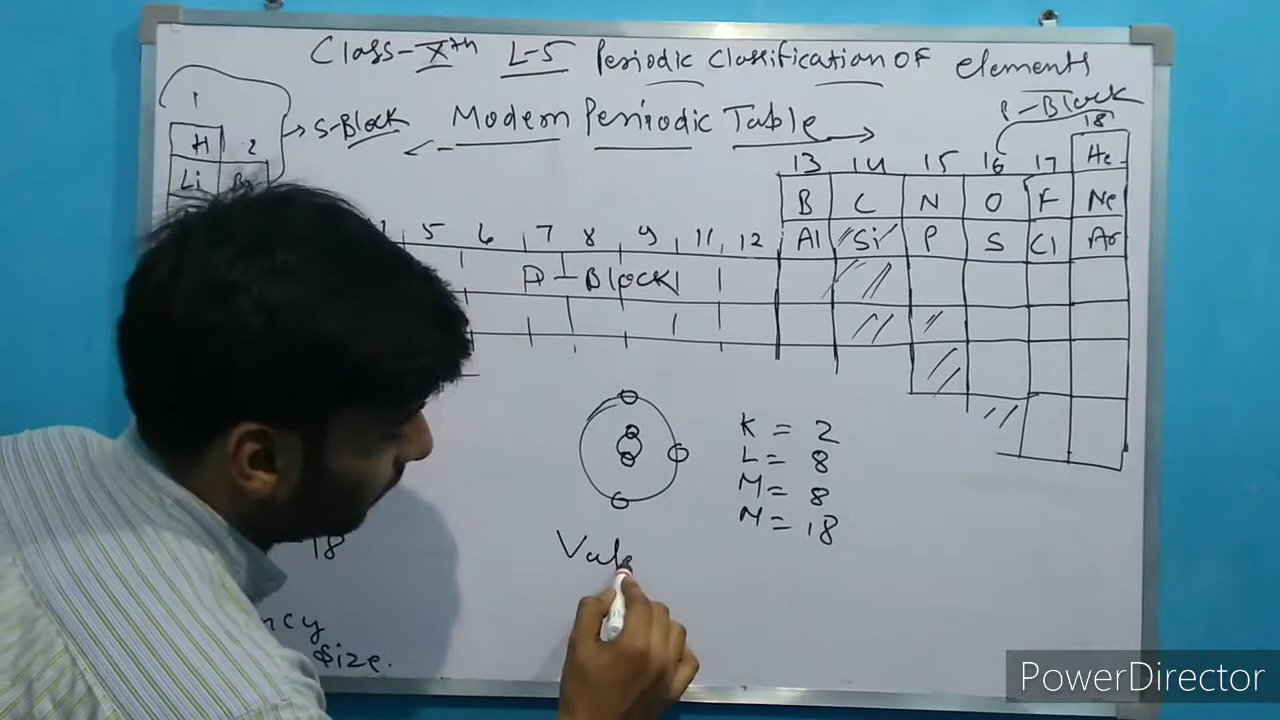 Class-Xth L-5 Periodic Classification OF elements
1 S-Block Modern Periodic Table P-Block
18
H 2 13 14 15 16 17 He
Li Be B C N O F Ne
5 6 7 8 9 11 12 Al Si P S Cl Ar
D-Block
K = 2
L = 8
M = 8
N = 18
18
Vale
ncy
Size.
PowerDirector